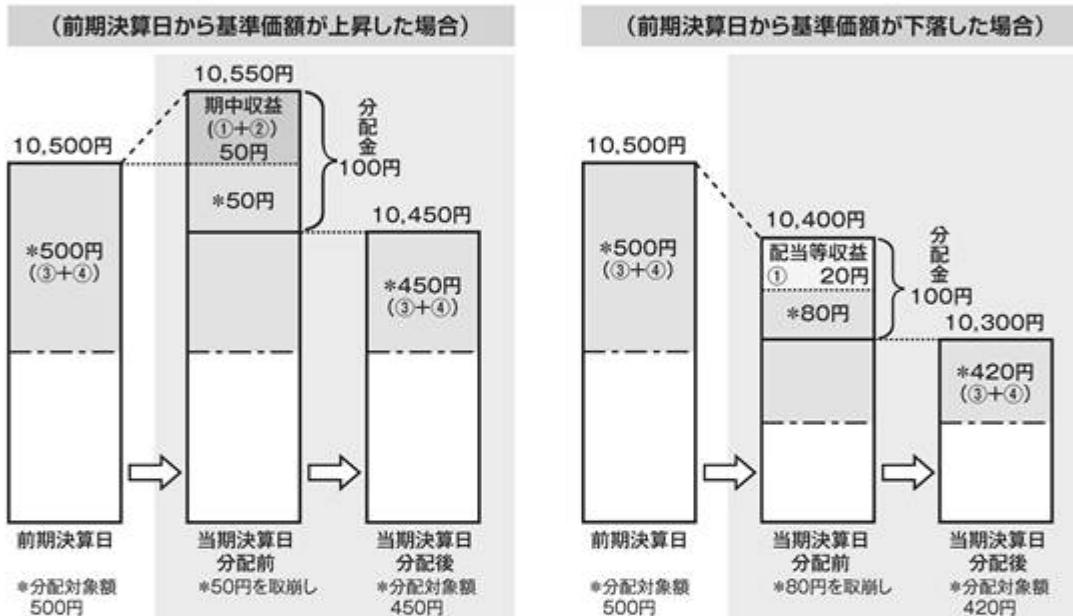 （前期決算日から基準価額が上昇した場合）
10,550円
期中収益
(①＋②)
50円
*50円
分配金
100円
10,500円
*500円
(③＋④)
10,450円
*450円
(③＋④)
前期決算日
当期決算日
分配前
当期決算日
分配後
*分配対象額
500円
*50円を取崩し
*分配対象額
450円
（前期決算日から基準価額が下落した場合）
10,500円
*500円
(③＋④)
10,400円
配当等収益
① 20円
*80円
分配金
100円
10,300円
*420円
(③＋④)
前期決算日
当期決算日
分配前
当期決算日
分配後
*分配対象額
500円
*80円を取崩し
*分配対象額
420円